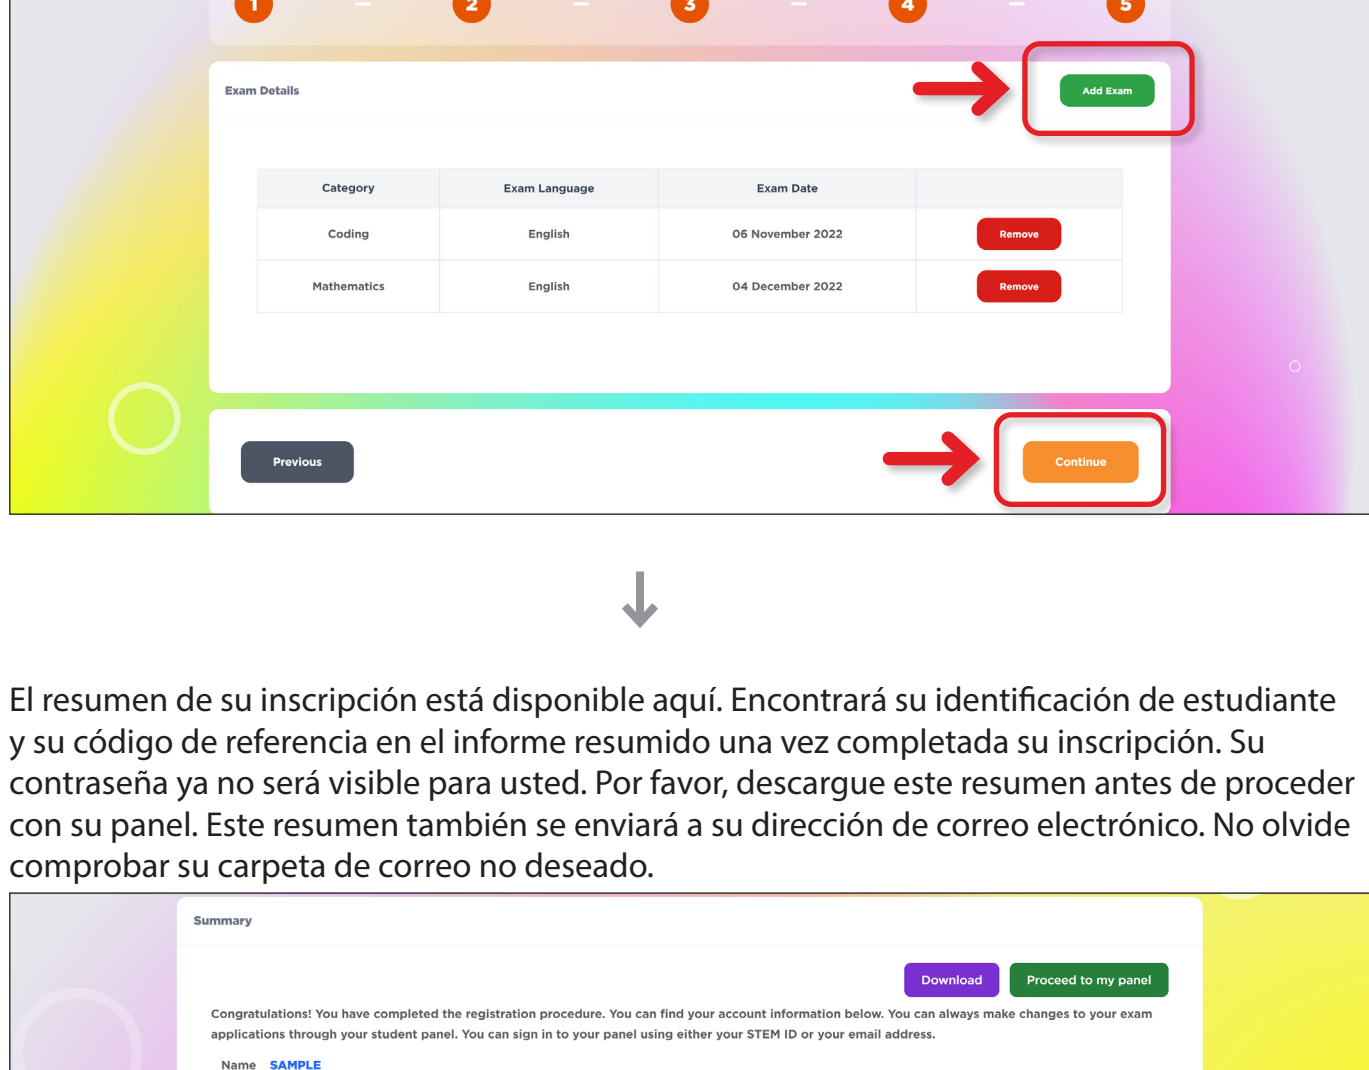 1 2 3 4 5
Exam Details
Add Exam
Category Exam Language Exam Date
Coding English 06 November 2022 Remove
Mathematics English 04 December 2022 Remove
Previous
Continue
El resumen de su inscripción está disponible aquí. Encontrará su identificación de estudiante
y su código de referencia en el informe resumido una vez completada su inscripción. Su
contraseña ya no será visible para usted. Por favor, descargue este resumen antes de proceder
con su panel. Este resumen también se enviará a su dirección de correo electrónico. No olvide
comprobar su carpeta de correo no deseado.
Summary
Download
Proceed to my panel
Congratulations! You have completed the registration procedure. You can find your account information below. You can always make changes to your exam
applications through your student panel. You can sign in to your panel using either your STEM ID or your email address.
Name SAMPLE